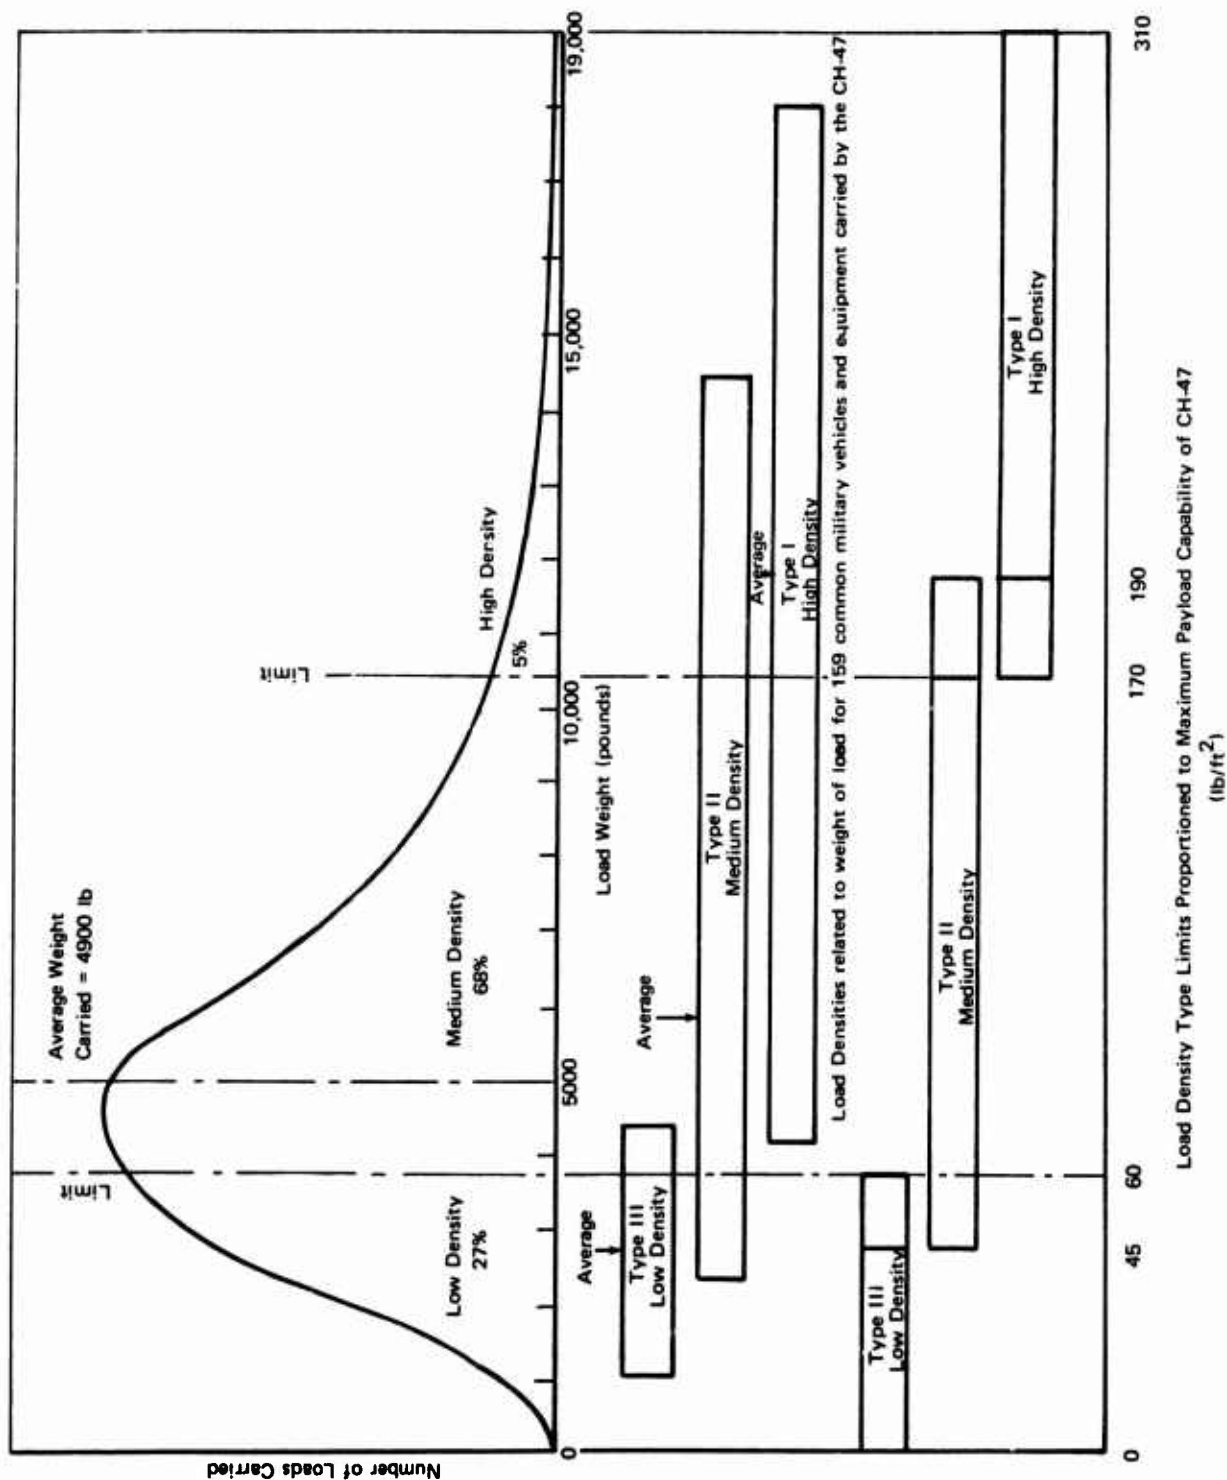 Number of Loads Carried
Average Weight
Carried = 4900 lb
Limit
Limit
Low Density
27%
Medium Density
68%
High Density
5%
0
5000
10,000
15,000
19,000
Load Weight (pounds)
Average
Type III
Low Density
Average
Type II
Medium Density
Average
Type I
High Density
Load Densities related to weight of load for 159 common military vehicles and equipment carried by the CH-47
Type III
Low Density
Type II
Medium Density
Type I
High Density
0
45
60
170
190
310
Load Density Type Limits Proportioned to Maximum Payload Capability of CH-47
(lb/ft²)